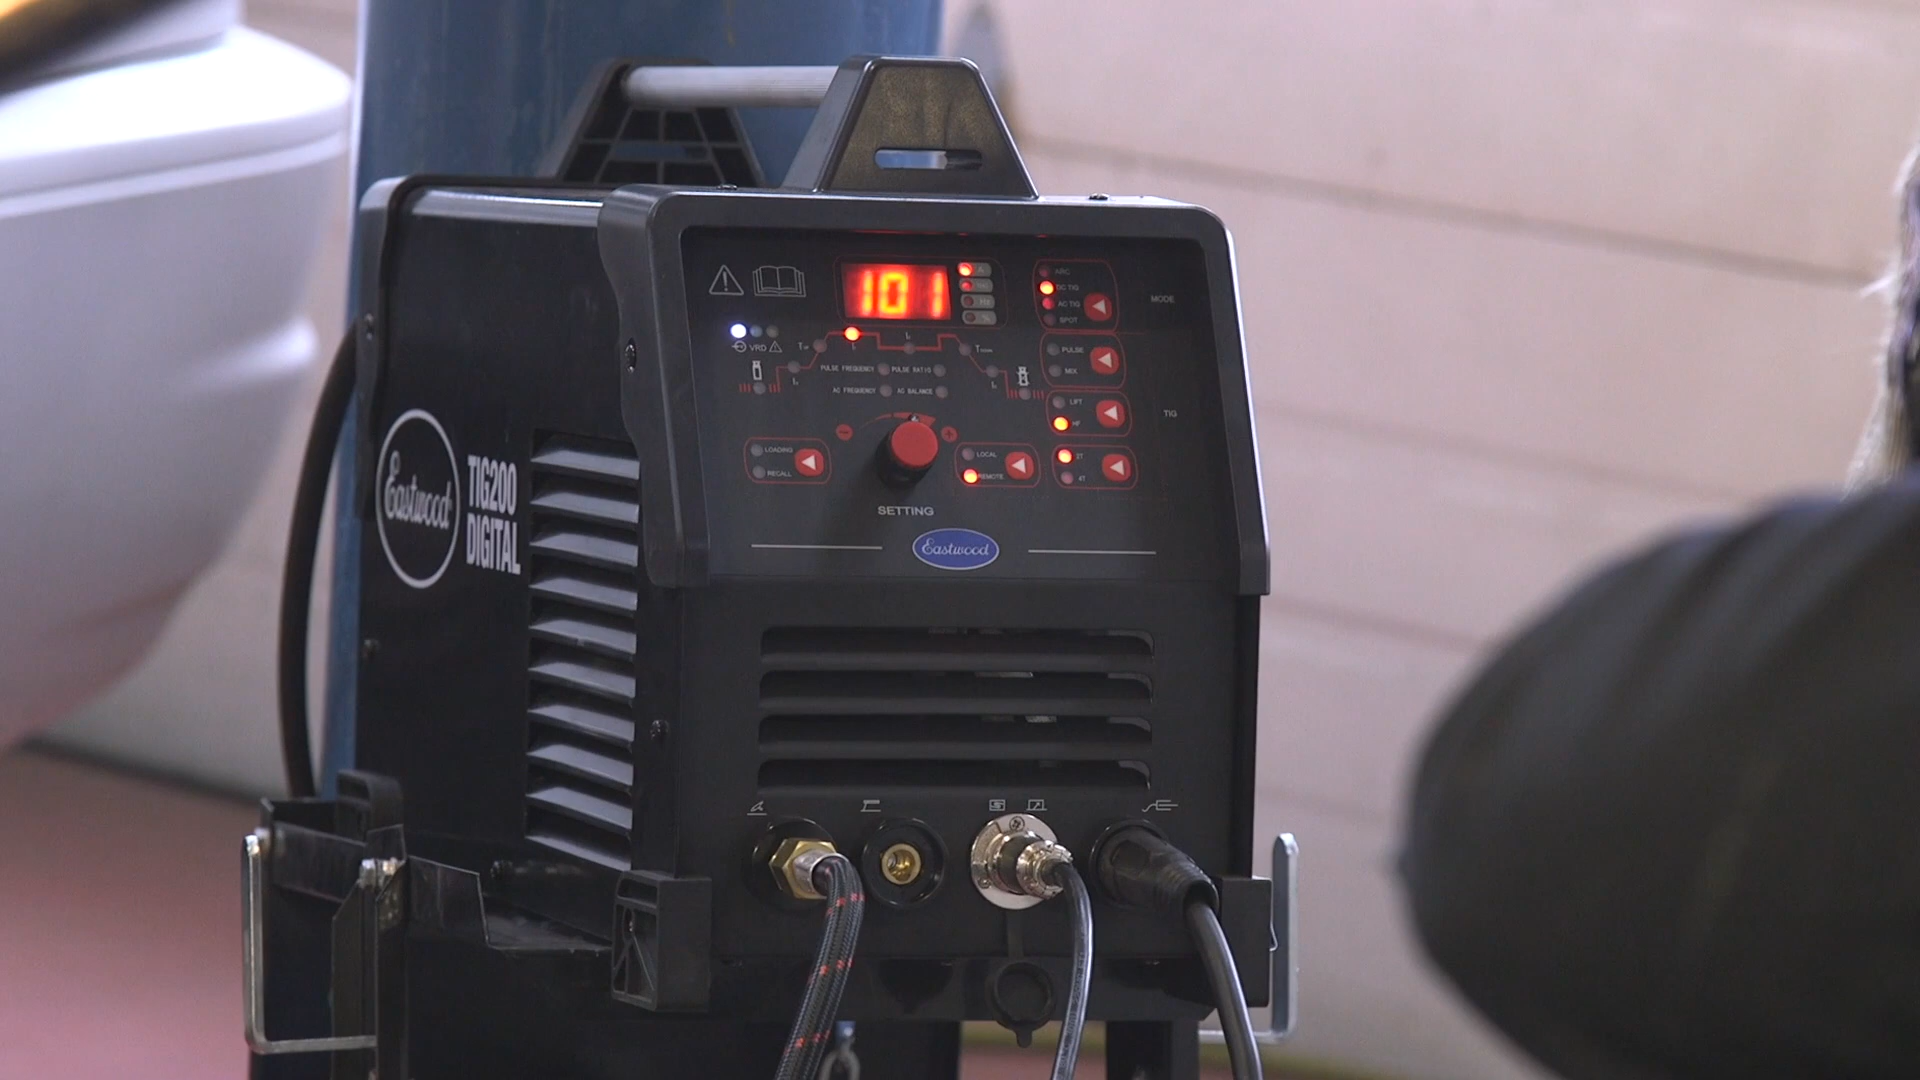 101
A
ARC
DC TIG
AC TIG
SPOT
MODE
VRD
PULSE FREQUENCY
PULSE RATIO
AC FREQUENCY
AC BALANCE
PULSE
MIX
LIFT
HF
TIG
LOADING
RECALL
LOCAL
REMOTE
2T
4T
SETTING
Eastwood
Eastwood
TIG200
DIGITAL